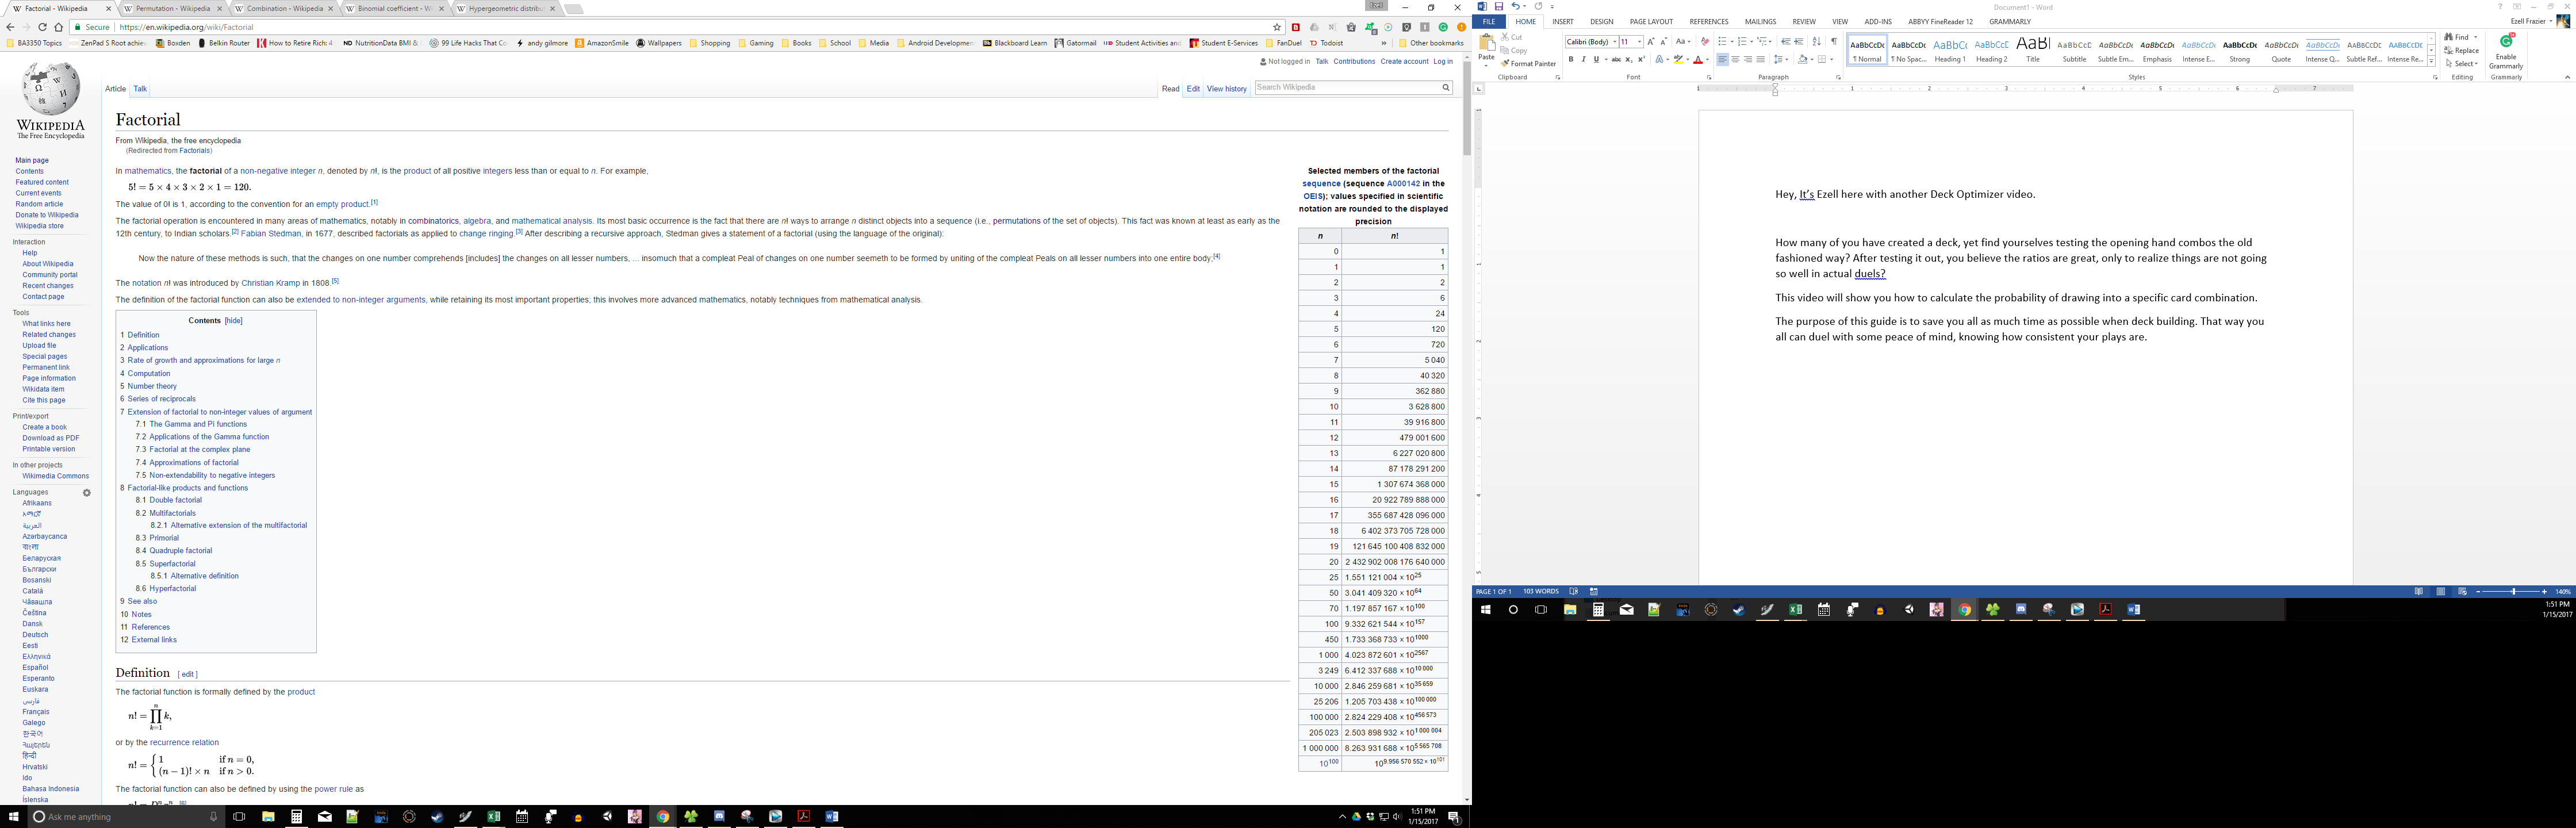 Factorial - Wikipedia
Permutation - Wikipedia
Combination - Wikipedia
Binomial coefficient - Wi
Hypergeometric distribu
Secure | https://en.wikipedia.org/wiki/Factorial
BA3350 Topics ZenPad S Root achiev Boxden Belkin Router How to Retire Rich: 4 NutritionData BMI & 99 Life Hacks That Co andy gilmore AmazonSmile Wallpapers Shopping Gaming Books School Media Android Developmen Blackboard Learn Gatormail Student Activities and Student E-Services FanDuel Todoist » Other bookmarks
Not logged in Talk Contributions Create account Log in
Article Talk Read Edit View history Search Wikipedia
WIKIPEDIA
The Free Encyclopedia
Main page
Contents
Featured content
Current events
Random article
Donate to Wikipedia
Wikipedia store
Interaction
Help
About Wikipedia
Community portal
Recent changes
Contact page
Tools
What links here
Related changes
Upload file
Special pages
Permanent link
Page information
Wikidata item
Cite this page
Print/export
Create a book
Download as PDF
Printable version
In other projects
Wikimedia Commons
Languages
Afrikaans
አማርኛ
العربية
Azərbaycanca
বাংলা
Беларуская
Български
Bosanski
Català
Чӑвашла
Čeština
Dansk
Deutsch
Eesti
Ελληνικά
Español
Esperanto
Euskara
فارسی
Français
Galego
한국어
Հայերեն
हिन्दी
Hrvatski
Ido
Bahasa Indonesia
Íslenska
Factorial
From Wikipedia, the free encyclopedia
(Redirected from Factorials)
In mathematics, the factorial of a non-negative integer n, denoted by n!, is the product of all positive integers less than or equal to n. For example,
5! = 5 × 4 × 3 × 2 × 1 = 120.
The value of 0! is 1, according to the convention for an empty product.[1]
The factorial operation is encountered in many areas of mathematics, notably in combinatorics, algebra, and mathematical analysis. Its most basic occurrence is the fact that there are n! ways to arrange n distinct objects into a sequence (i.e., permutations of the set of objects). This fact was known at least as early as the
12th century, to Indian scholars.[2] Fabian Stedman, in 1677, described factorials as applied to change ringing.[3] After describing a recursive approach, Stedman gives a statement of a factorial (using the language of the original):
Now the nature of these methods is such, that the changes on one number comprehends [includes] the changes on all lesser numbers, ... insomuch that a compleat Peal of changes on one number seemeth to be formed by uniting of the compleat Peals on all lesser numbers into one entire body;[4]
The notation n! was introduced by Christian Kramp in 1808.[5]
The definition of the factorial function can also be extended to non-integer arguments, while retaining its most important properties; this involves more advanced mathematics, notably techniques from mathematical analysis.
Contents [hide]
1 Definition
2 Applications
3 Rate of growth and approximations for large n
4 Computation
5 Number theory
6 Series of reciprocals
7 Extension of factorial to non-integer values of argument
7.1 The Gamma and Pi functions
7.2 Applications of the Gamma function
7.3 Factorial at the complex plane
7.4 Approximations of factorial
7.5 Non-extendability to negative integers
8 Factorial-like products and functions
8.1 Double factorial
8.2 Multifactorials
8.2.1 Alternative extension of the multifactorial
8.3 Primorial
8.4 Quadruple factorial
8.5 Superfactorial
8.5.1 Alternative definition
8.6 Hyperfactorial
9 See also
10 Notes
11 References
12 External links
Definition [ edit ]
The factorial function is formally defined by the product
n! = ∏ k,
or by the recurrence relation
n! = { 1 if n = 0,
(n − 1)! × n if n > 0.
The factorial function can also be defined by using the power rule as
Selected members of the factorial
sequence (sequence A000142 in the
OEIS); values specified in scientific
notation are rounded to the displayed
precision
n n!
0 1
1 1
2 2
3 6
4 24
5 120
6 720
7 5 040
8 40 320
9 362 880
10 3 628 800
11 39 916 800
12 479 001 600
13 6 227 020 800
14 87 178 291 200
15 1 307 674 368 000
16 20 922 789 888 000
17 355 687 428 096 000
18 6 402 373 705 728 000
19 121 645 100 408 832 000
20 2 432 902 008 176 640 000
25 1.551 121 004 × 10^25
50 3.041 409 320 × 10^64
70 1.197 857 167 × 10^100
100 9.332 621 544 × 10^157
450 1.733 368 733 × 10^1000
1 000 4.023 872 601 × 10^2567
3 249 6.412 337 688 × 10^10 000
10 000 2.846 259 681 × 10^35 659
25 206 1.205 703 438 × 10^100 000
100 000 2.824 229 408 × 10^456 573
205 023 2.503 898 932 × 10^1 000 004
1 000 000 8.263 931 688 × 10^5 565 708
10^100 10^9.956 570 552 × 10^101
Ask me anything
1:51 PM
1/15/2017
Document1 - Word
FILE HOME INSERT DESIGN PAGE LAYOUT REFERENCES MAILINGS REVIEW VIEW ADD-INS ABBYY FineReader 12 GRAMMARLY
Ezell Frazier
Paste
Cut
Copy
Format Painter
Calibri (Body) 11
¶ Normal ¶ No Spac... Heading 1 Heading 2 Title Subtitle Subtle Em... Emphasis Intense E... Strong Quote Intense Q... Subtle Ref... Intense Re...
Find
Replace
Select
Enable
Grammarly
Clipboard Font Paragraph Styles Editing Grammarly
Hey, It's Ezell here with another Deck Optimizer video.
How many of you have created a deck, yet find yourselves testing the opening hand combos the old
fashioned way? After testing it out, you believe the ratios are great, only to realize things are not going
so well in actual duels?
This video will show you how to calculate the probability of drawing into a specific card combination.
The purpose of this guide is to save you all as much time as possible when deck building. That way you
all can duel with some peace of mind, knowing how consistent your plays are.
PAGE 1 OF 1 103 WORDS 140%
1:51 PM
1/15/2017